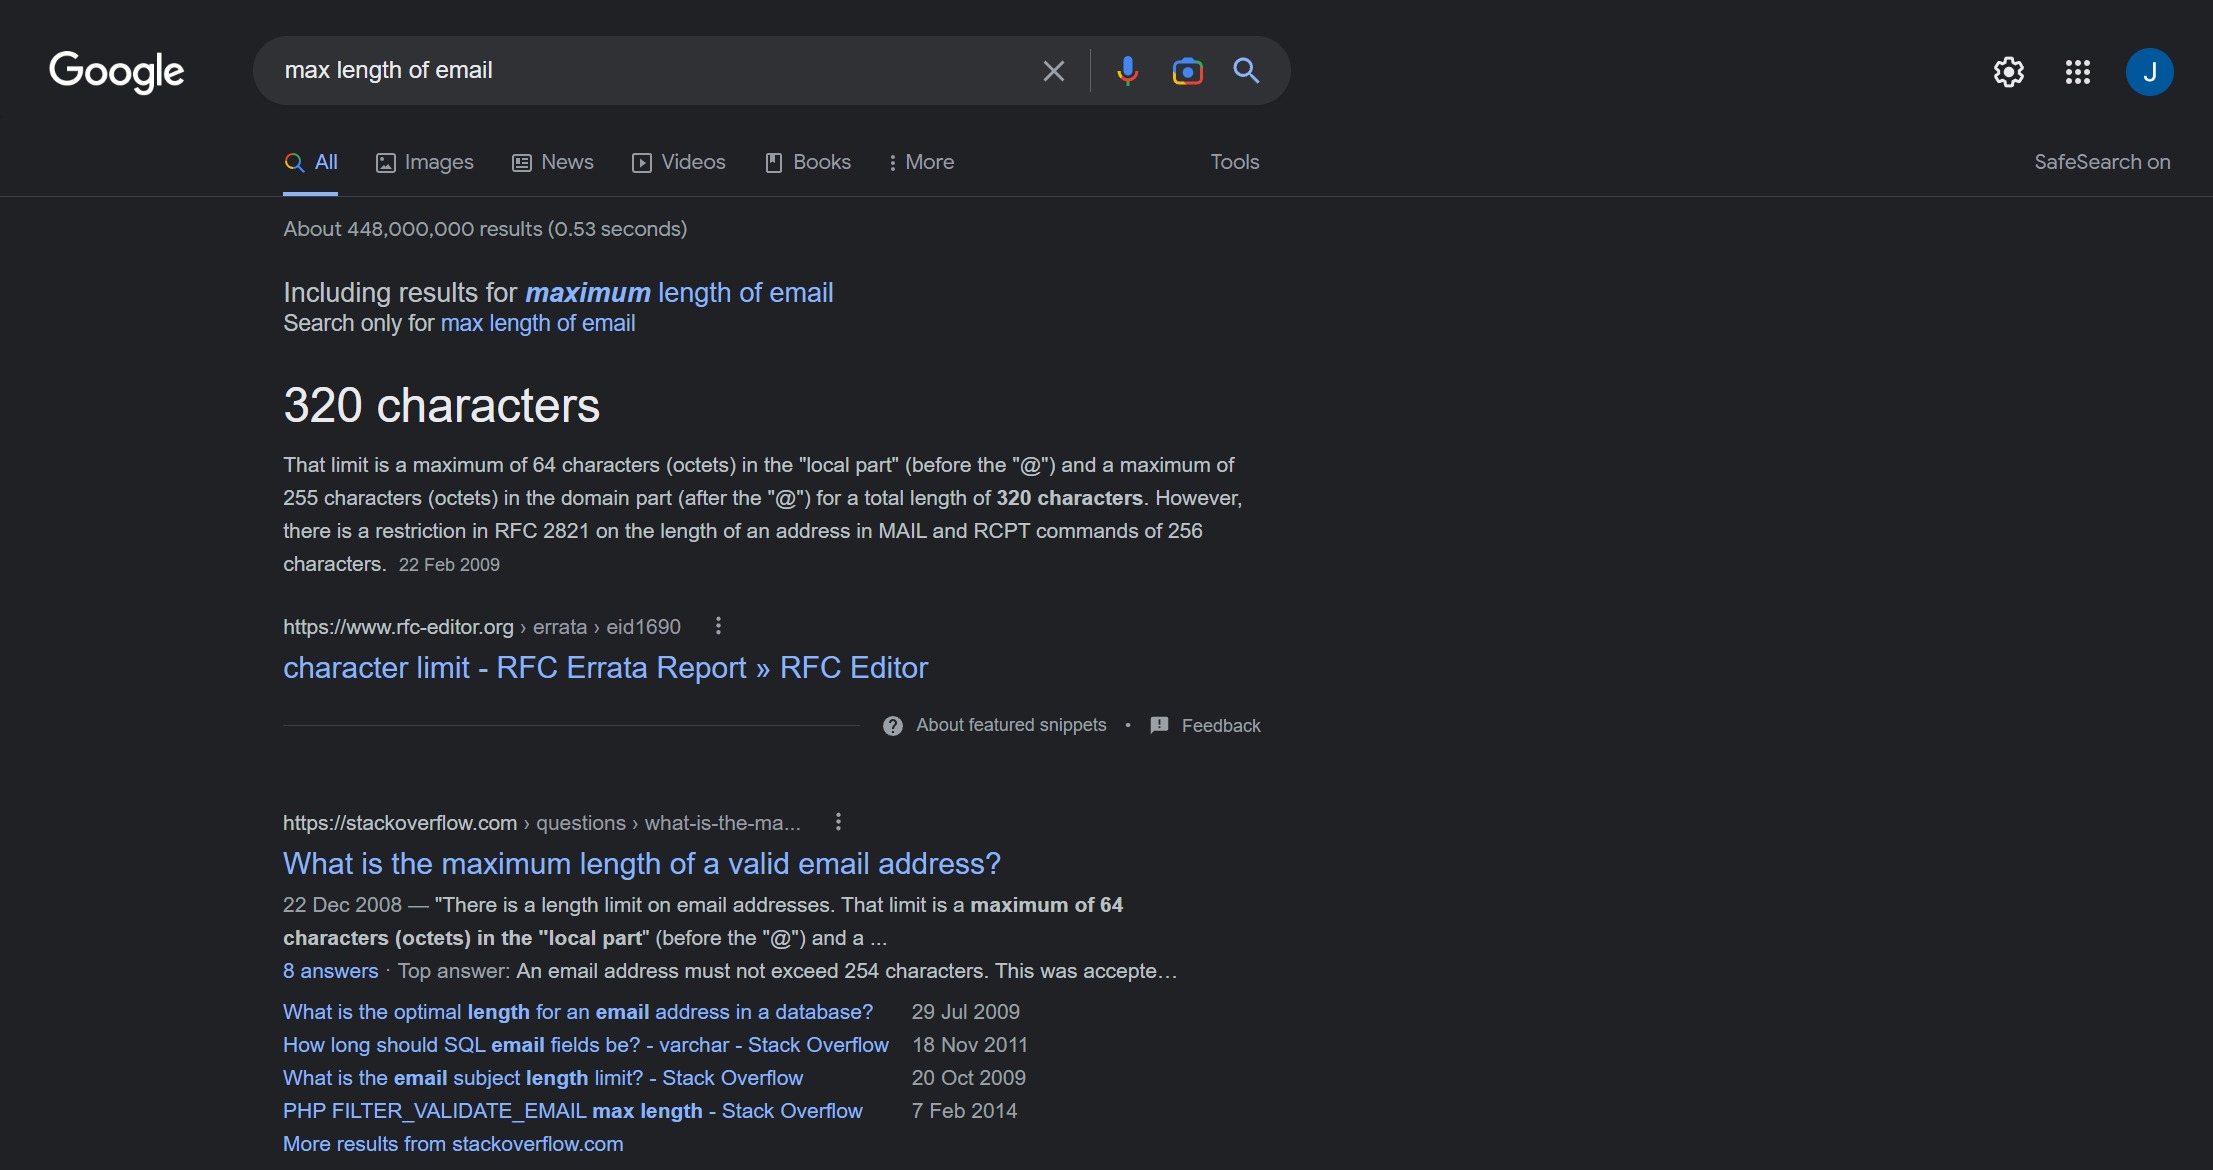 Google
max length of email
J
All
Images
News
Videos
Books
More
Tools
SafeSearch on
About 448,000,000 results (0.53 seconds)
Including results for maximum length of email
Search only for max length of email
320 characters
That limit is a maximum of 64 characters (octets) in the "local part" (before the "@") and a maximum of
255 characters (octets) in the domain part (after the "@") for a total length of 320 characters. However,
there is a restriction in RFC 2821 on the length of an address in MAIL and RCPT commands of 256
characters. 22 Feb 2009
https://www.rfc-editor.org › errata › eid1690
character limit - RFC Errata Report » RFC Editor
About featured snippets • Feedback
https://stackoverflow.com › questions › what-is-the-ma...
What is the maximum length of a valid email address?
22 Dec 2008 — "There is a length limit on email addresses. That limit is a maximum of 64
characters (octets) in the "local part" (before the "@") and a ...
8 answers · Top answer: An email address must not exceed 254 characters. This was accepte…
What is the optimal length for an email address in a database? 29 Jul 2009
How long should SQL email fields be? - varchar - Stack Overflow 18 Nov 2011
What is the email subject length limit? - Stack Overflow 20 Oct 2009
PHP FILTER_VALIDATE_EMAIL max length - Stack Overflow 7 Feb 2014
More results from stackoverflow.com